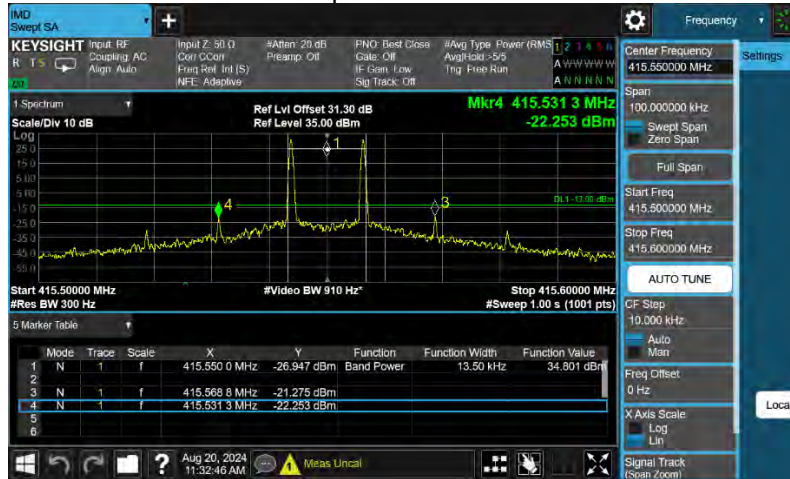 IMD
Swept SA
Frequency
KEYSIGHT
R T S
Input: RF
Coupling: AC
Align: Auto
Input Z: 50 Ω
Corr CCorr
Freq Ref: Int (S)
NFE: Adaptive
#Atten: 20 dB
Preamp: Off
PNO: Best Close
Gate: Off
IF Gain: Low
Sig Track: Off
#Avg Type: Power (RMS
Avg|Hold:>5/5
Trig: Free Run
1 2 3 4 5 6
A W W W W W
A N N N N N
1 Spectrum
Scale/Div 10 dB
Log
Ref Lvl Offset 31.30 dB
Ref Level 35.00 dBm
Mkr4 415.531 3 MHz
-22.253 dBm
25.0
15.0
5.00
-5.00
-15.0
-25.0
-35.0
-45.0
-55.0
1
4
3
DL1 -13.00 dBm
Start 415.50000 MHz
#Res BW 300 Hz
#Video BW 910 Hz*
Stop 415.60000 MHz
#Sweep 1.00 s (1001 pts)
5 Marker Table
Mode Trace Scale X Y Function Function Width Function Value
1 N 1 f 415.550 0 MHz -26.947 dBm Band Power 13.50 kHz 34.801 dBm
2
3 N 1 f 415.568 8 MHz -21.275 dBm
4 N 1 f 415.531 3 MHz -22.253 dBm
5
6
Aug 20, 2024
11:32:46 AM
Meas Uncal
Center Frequency
415.550000 MHz
Span
100.000000 kHz
Swept Span
Zero Span
Full Span
Start Freq
415.500000 MHz
Stop Freq
415.600000 MHz
AUTO TUNE
CF Step
10.000 kHz
Auto
Man
Freq Offset
0 Hz
X Axis Scale
Log
Lin
Signal Track
(Span Zoom)
Settings
Loca